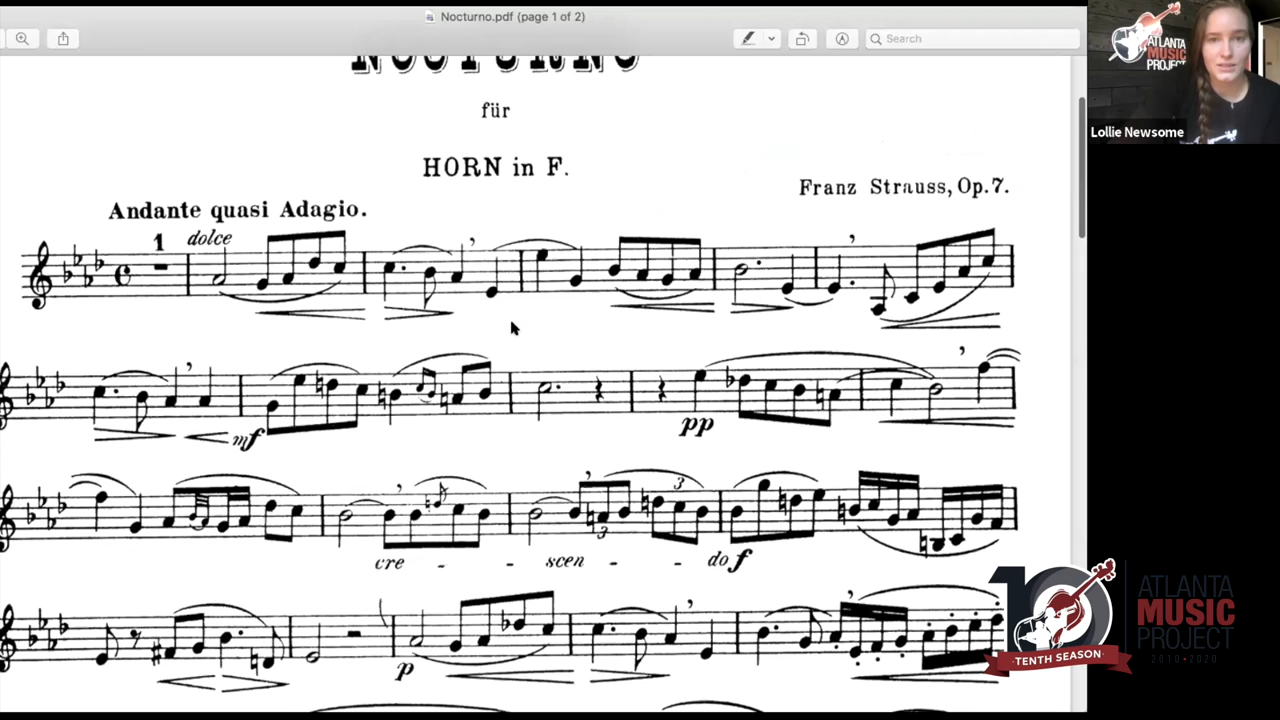 Nocturno.pdf (page 1 of 2)
Search
NOCTURNO
für
HORN in F.
Franz Strauss, Op. 7.
Andante quasi Adagio.
1
dolce
mf
pp
3
3
cre - - scen - - do f
p
ATLANTA
MUSIC
PROJECT
Lollie Newsome
10
TENTH SEASON
ATLANTA
MUSIC
PROJECT
2010•2020